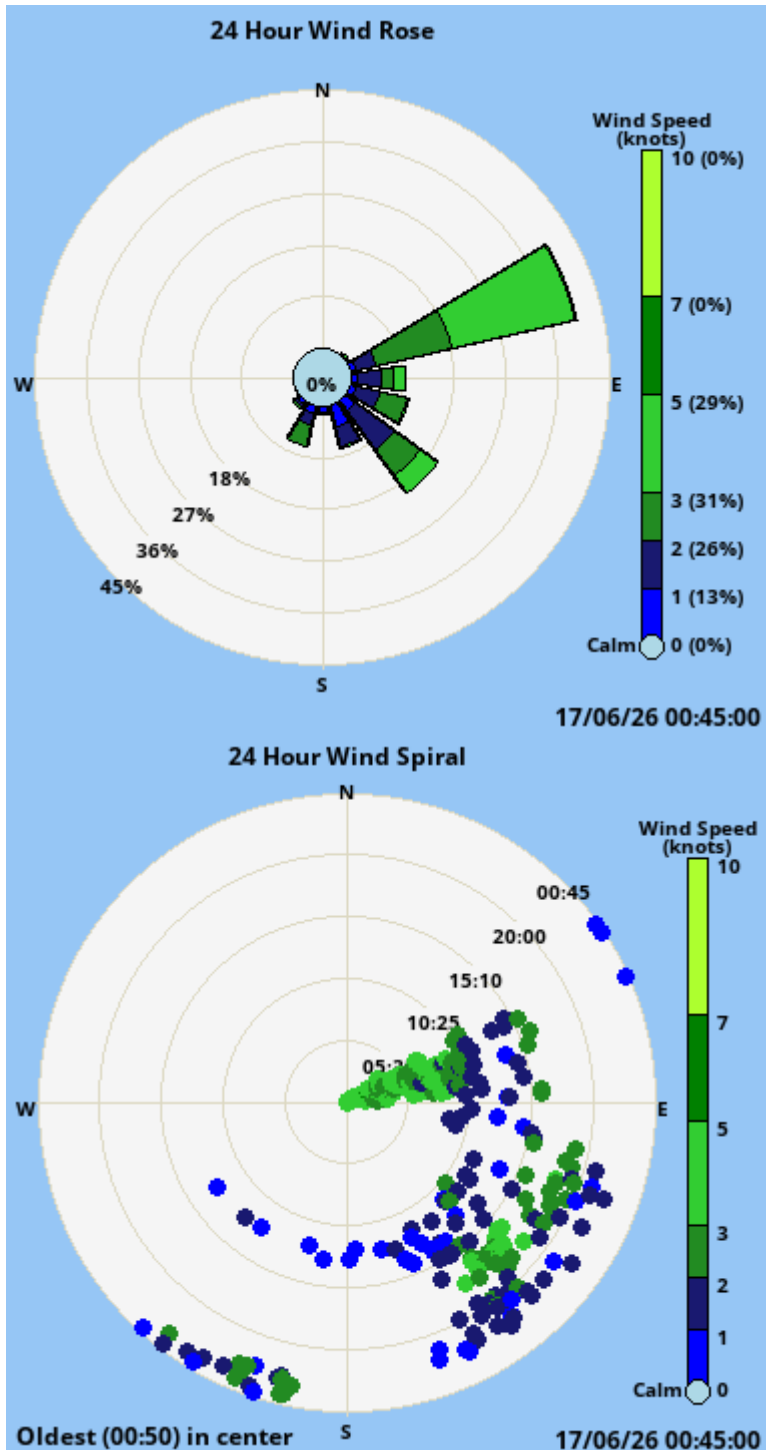 24 Hour Wind Rose
N
Wind Speed
(knots)
10 (0%)
7 (0%)
W
0%
E
5 (29%)
18%
3 (31%)
27%
2 (26%)
36%
1 (13%)
45%
Calm 0 (0%)
S
17/06/26 00:45:00
24 Hour Wind Spiral
N
Wind Speed
(knots)
10
00:45
20:00
15:10
7
10:25
W
E
5
3
2
1
Calm 0
S
Oldest (00:50) in center
17/06/26 00:45:00